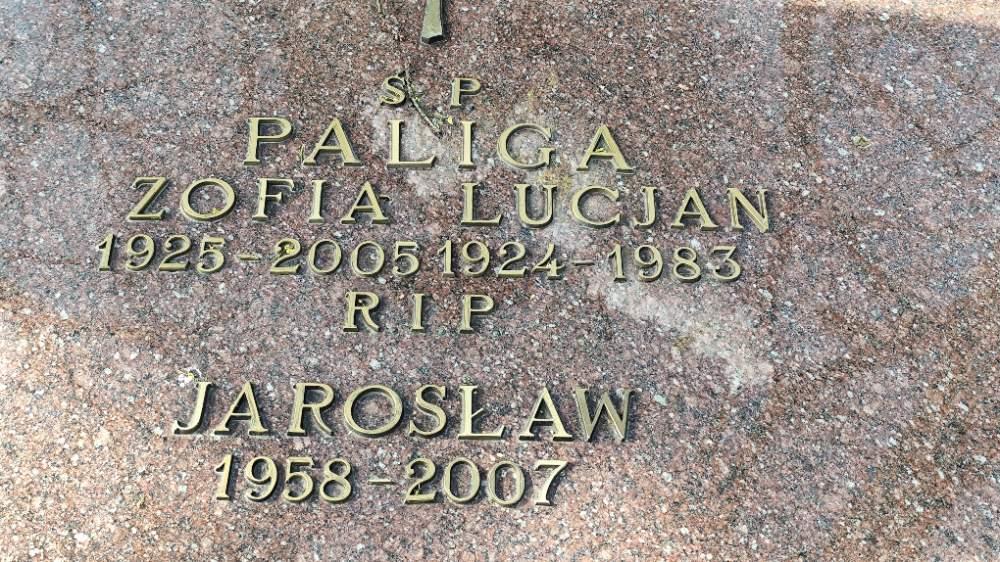 S P
PALIGA
ZOFIA LUCJAN
1925-2005 1924-1983
RIP
JAROSŁAW
1958-2007